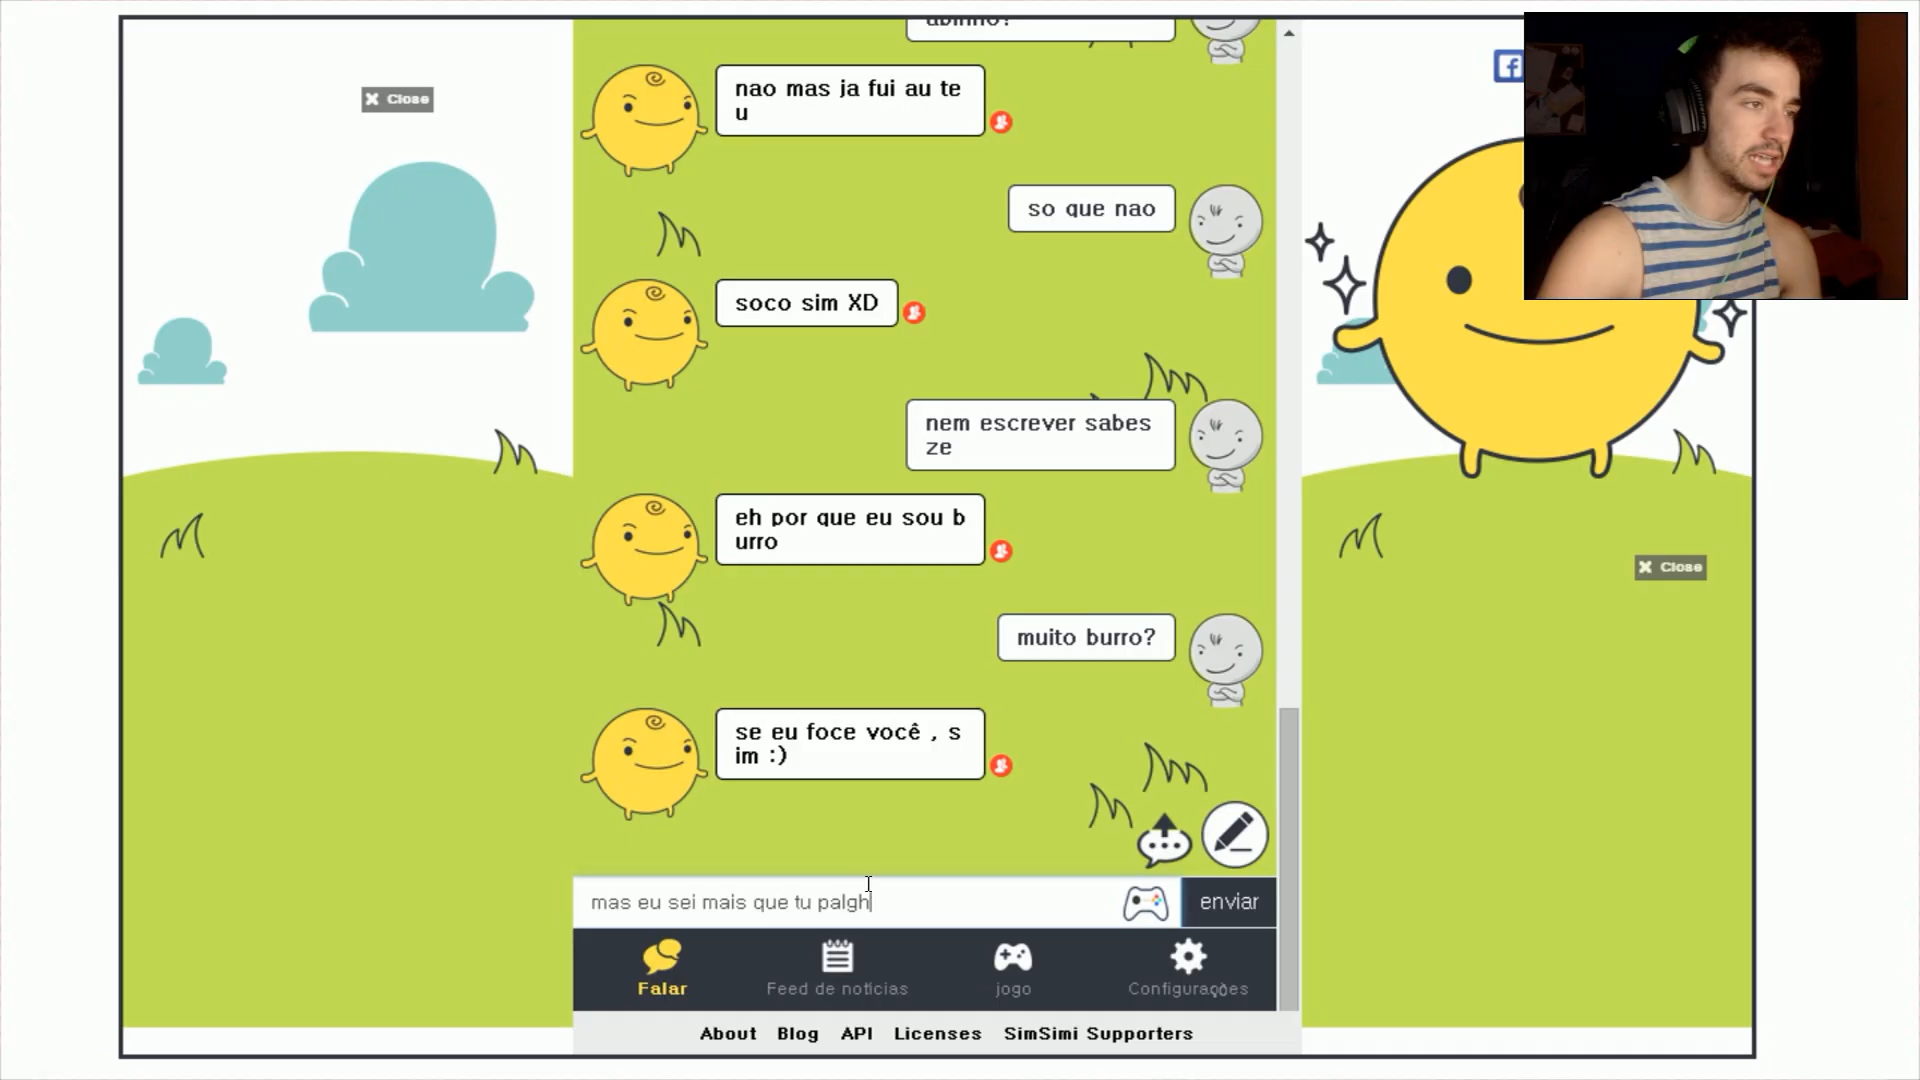 Close
nao mas ja fui au te
u
so que nao
soco sim XD
nem escrever sabes
ze
eh por que eu sou b
urro
muito burro?
se eu foce você , s
im :)
Close
mas eu sei mais que tu palgh
enviar
Falar
Feed de notícias
jogo
Configurações
About Blog API Licenses SimSimi Supporters